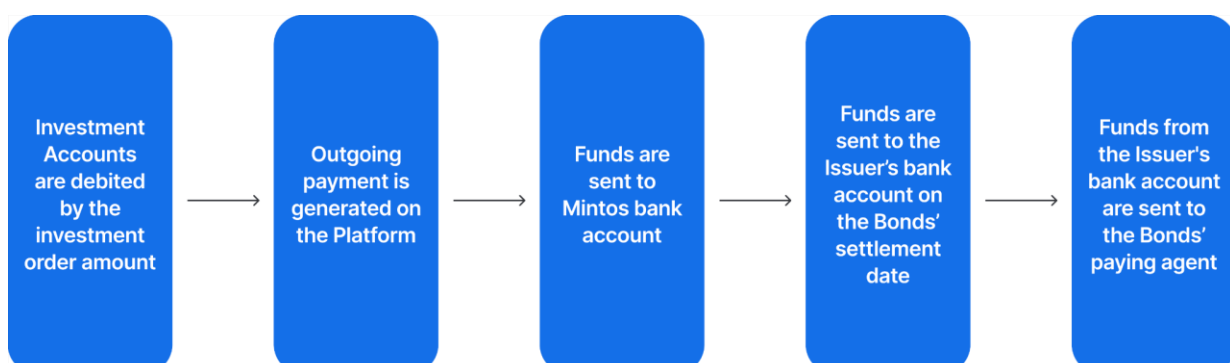 Investment
Accounts
are debited
by the
investment
order amount
Outgoing
payment is
generated on
the Platform
Funds are
sent to
Mintos bank
account
Funds are
sent to the
Issuer’s bank
account on
the Bonds’
settlement
date
Funds from
the Issuer's
bank account
are sent to
the Bonds’
paying agent